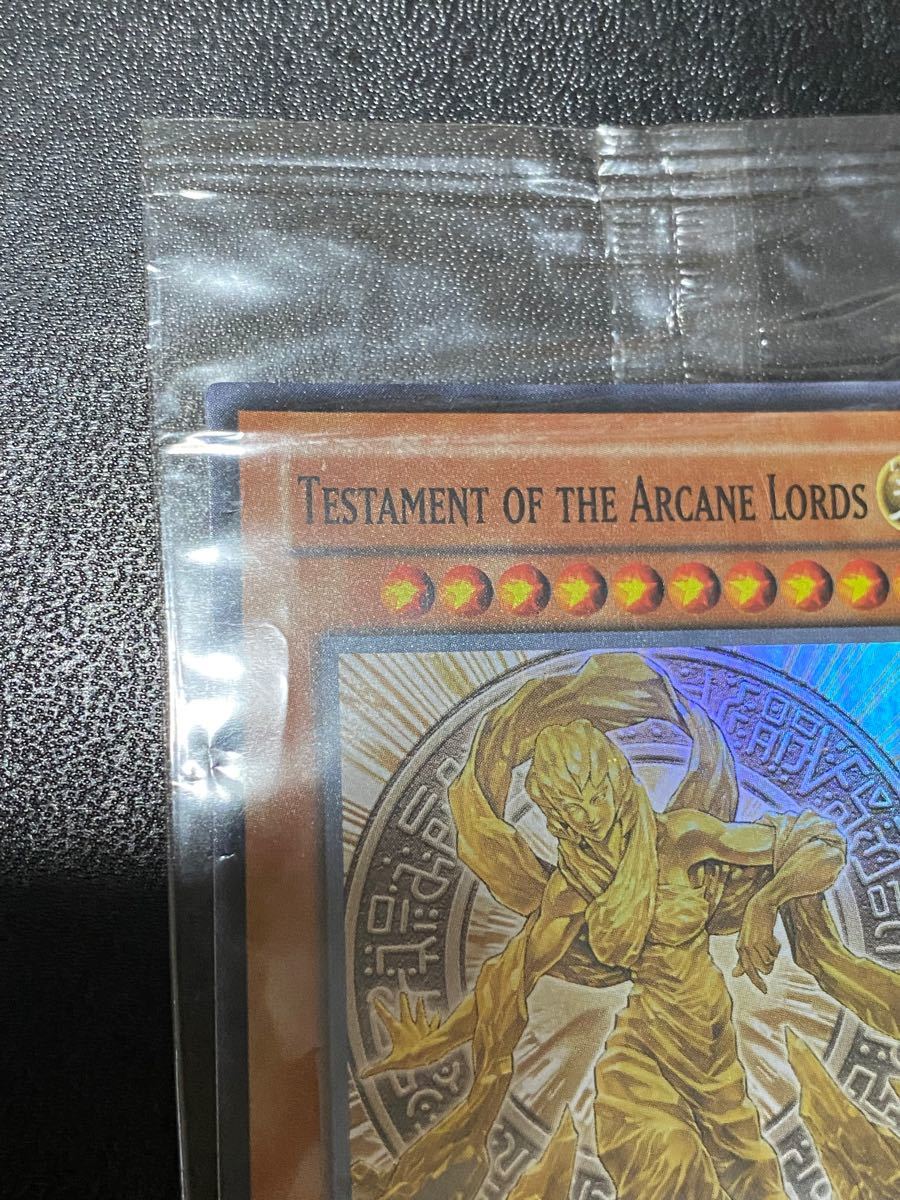 Testament of the Arcane Lords